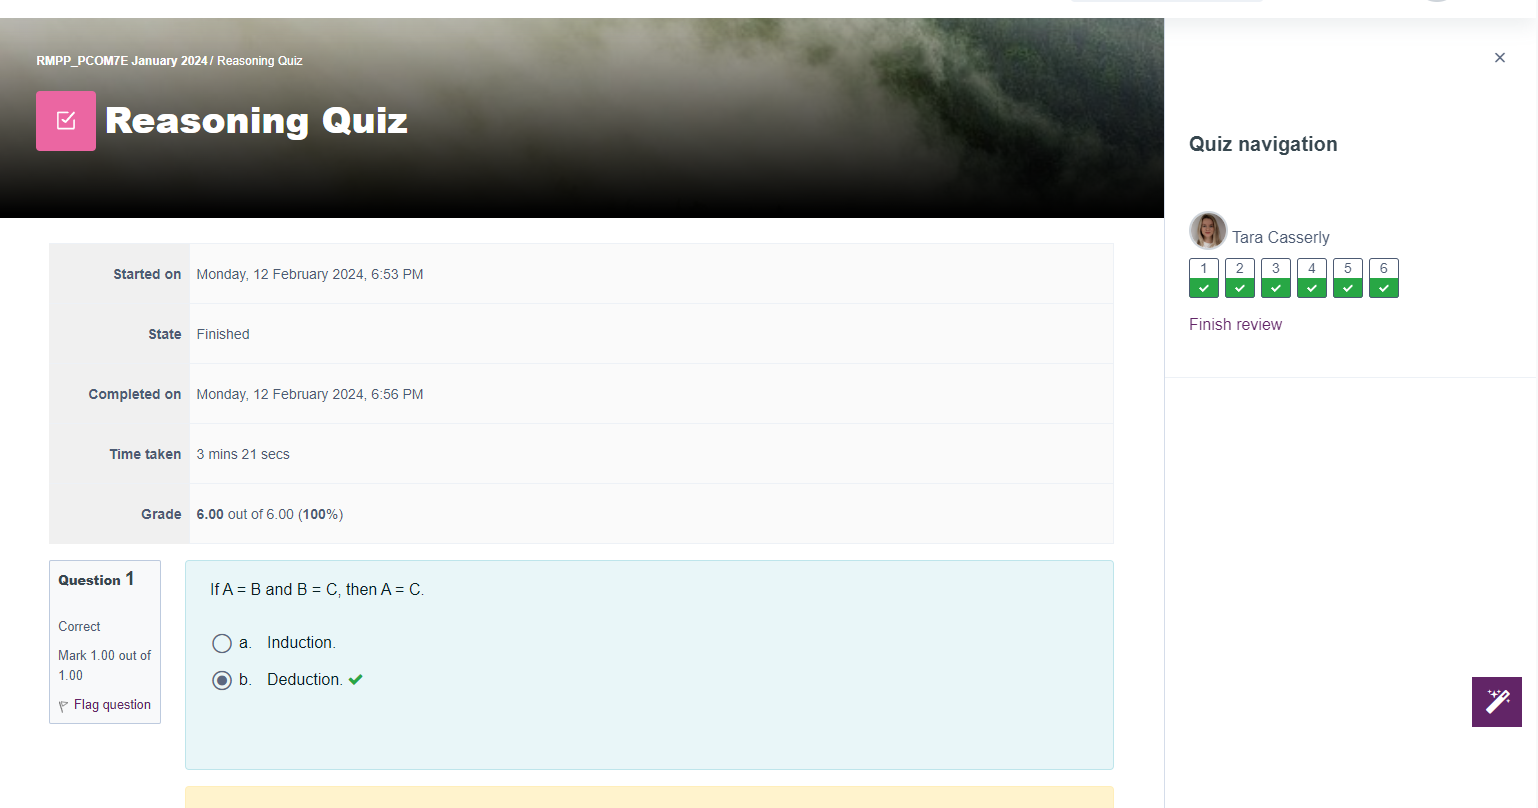 RMPP_PCOM7E January 2024 / Reasoning Quiz
Reasoning Quiz
Started on Monday, 12 February 2024, 6:53 PM
State Finished
Completed on Monday, 12 February 2024, 6:56 PM
Time taken 3 mins 21 secs
Grade 6.00 out of 6.00 (100%)
Question 1
Correct
Mark 1.00 out of
1.00
Flag question
If A = B and B = C, then A = C.
a. Induction.
b. Deduction.
Quiz navigation
Tara Casserly
1 2 3 4 5 6
Finish review